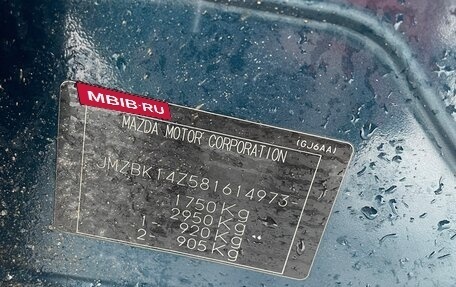 MBIB·RU
MAZDA MOTOR CORPORATION (GJ6AA)
JMZBK14Z581614973
1750 Kg
2950 Kg
1- 920 Kg
2- 905 Kg